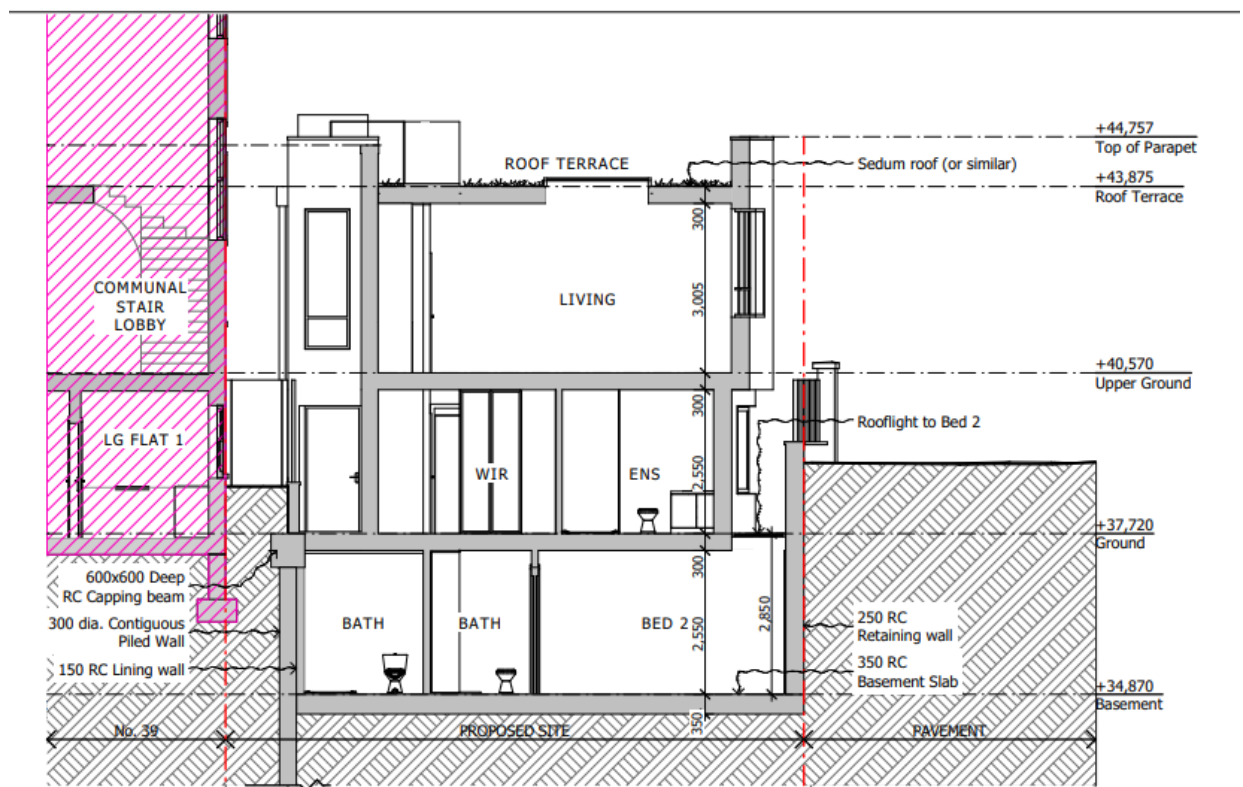 +44,757
Top of Parapet
ROOF TERRACE
Sedum roof (or similar)
+43,875
Roof Terrace
300
COMMUNAL
STAIR
LOBBY
LIVING
3,005
+40,570
Upper Ground
300
Rooflight to Bed 2
LG FLAT 1
WIR
ENS
2,550
+37,720
Ground
300
600x600 Deep
RC Capping beam
300 dia. Contiguous
Piled Wall
150 RC Lining wall
BATH
BATH
BED 2
2,550
2,850
250 RC
Retaining wall
350 RC
Basement Slab
+34,870
Basement
350
No. 39
PROPOSED SITE
PAVEMENT